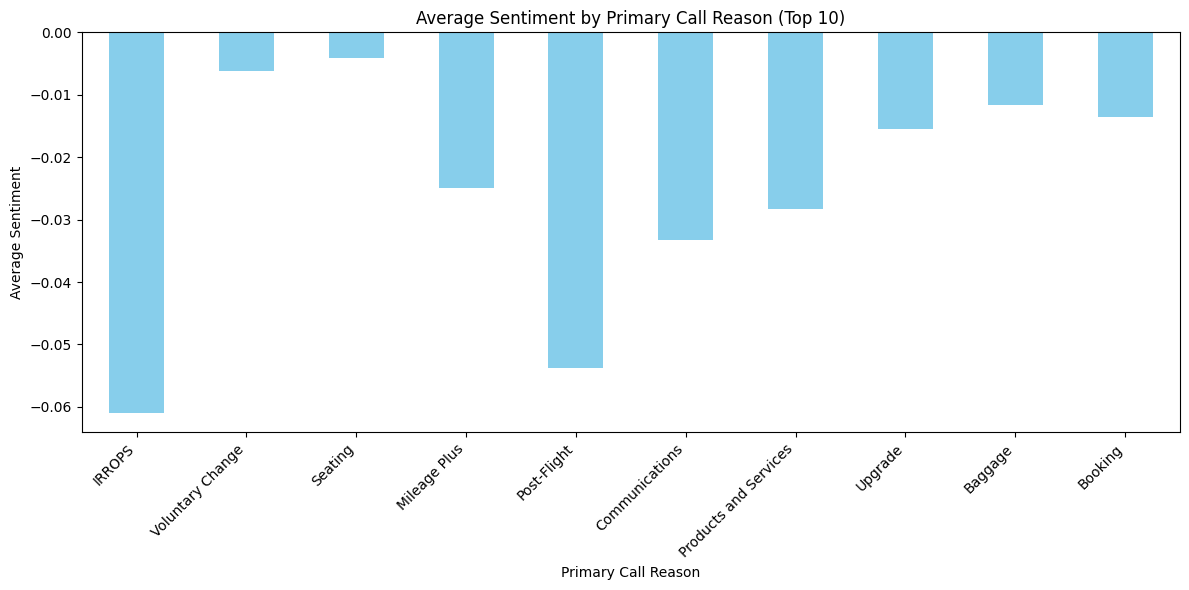 Average Sentiment by Primary Call Reason (Top 10)
0.00
−0.01
−0.02
−0.03
−0.04
−0.05
−0.06
Average Sentiment
IRROPS
Voluntary Change
Seating
Mileage Plus
Post-Flight
Communications
Products and Services
Upgrade
Baggage
Booking
Primary Call Reason